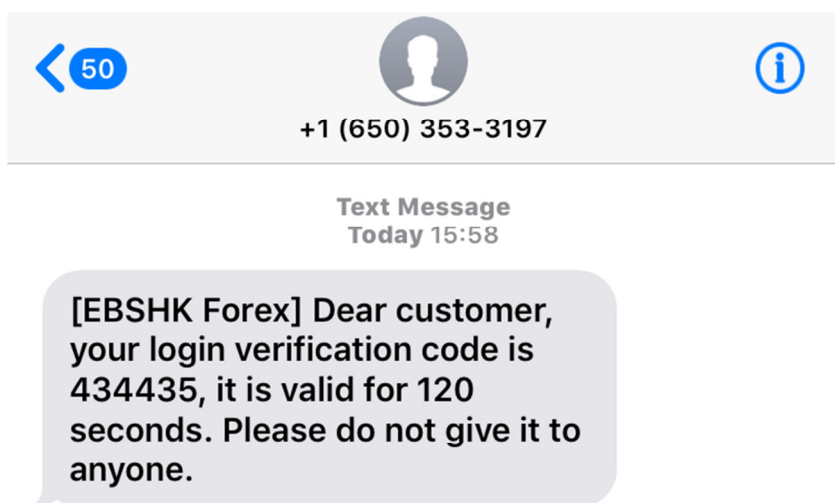 50
+1 (650) 353-3197
Text Message
Today 15:58
[EBSHK Forex] Dear customer,
your login verification code is
434435, it is valid for 120
seconds. Please do not give it to
anyone.